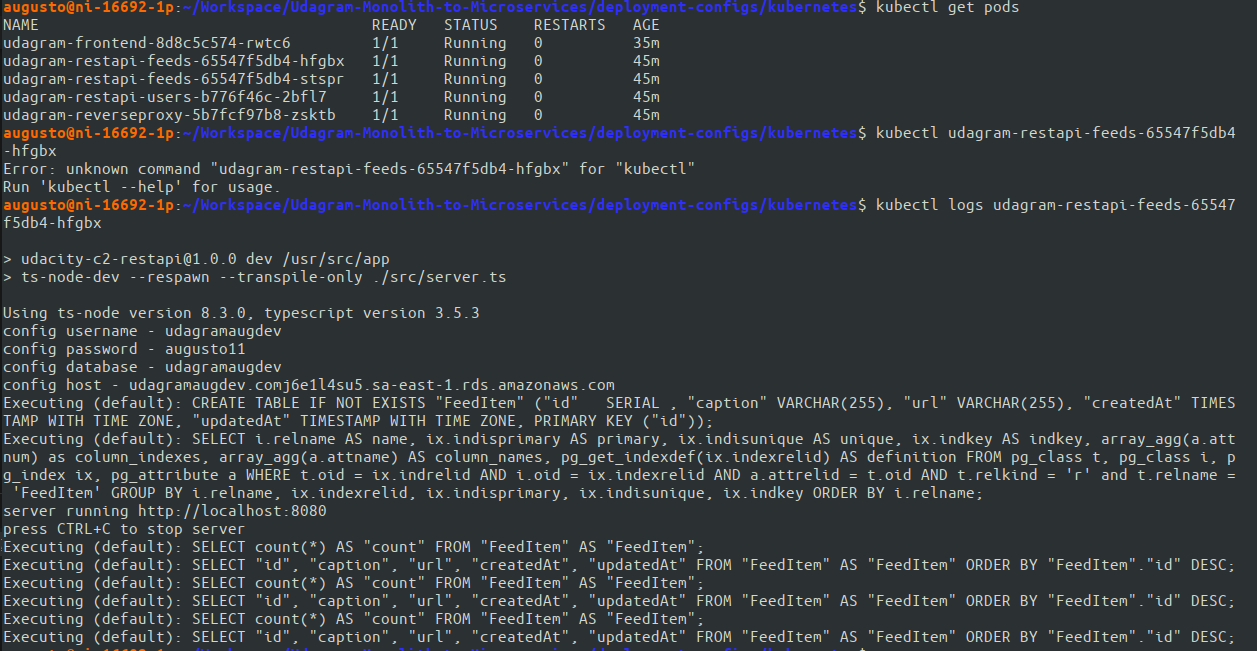 augusto@ni-16692-1p:~/Workspace/Udagram-Monolith-to-Microservices/deployment-configs/kubernetes$ kubectl get pods
NAME READY STATUS RESTARTS AGE
udagram-frontend-8d8c5c574-rwtc6 1/1 Running 0 35m
udagram-restapi-feeds-65547f5db4-hfgbx 1/1 Running 0 45m
udagram-restapi-feeds-65547f5db4-stspr 1/1 Running 0 45m
udagram-restapi-users-b776f46c-2bfl7 1/1 Running 0 45m
udagram-reverseproxy-5b7fcf97b8-zsktb 1/1 Running 0 45m
augusto@ni-16692-1p:~/Workspace/Udagram-Monolith-to-Microservices/deployment-configs/kubernetes$ kubectl udagram-restapi-feeds-65547f5db4
-hfgbx
Error: unknown command "udagram-restapi-feeds-65547f5db4-hfgbx" for "kubectl"
Run 'kubectl --help' for usage.
augusto@ni-16692-1p:~/Workspace/Udagram-Monolith-to-Microservices/deployment-configs/kubernetes$ kubectl logs udagram-restapi-feeds-65547
f5db4-hfgbx
> udacity-c2-restapi@1.0.0 dev /usr/src/app
> ts-node-dev --respawn --transpile-only ./src/server.ts
Using ts-node version 8.3.0, typescript version 3.5.3
config username - udagramaugdev
config password - augusto11
config database - udagramaugdev
config host - udagramaugdev.comj6e1l4su5.sa-east-1.rds.amazonaws.com
Executing (default): CREATE TABLE IF NOT EXISTS "FeedItem" ("id"   SERIAL , "caption" VARCHAR(255), "url" VARCHAR(255), "createdAt" TIMES
TAMP WITH TIME ZONE, "updatedAt" TIMESTAMP WITH TIME ZONE, PRIMARY KEY ("id"));
Executing (default): SELECT i.relname AS name, ix.indisprimary AS primary, ix.indisunique AS unique, ix.indkey AS indkey, array_agg(a.att
num) as column_indexes, array_agg(a.attname) AS column_names, pg_get_indexdef(ix.indexrelid) AS definition FROM pg_class t, pg_class i, p
g_index ix, pg_attribute a WHERE t.oid = ix.indrelid AND i.oid = ix.indexrelid AND a.attrelid = t.oid AND t.relkind = 'r' and t.relname =
 'FeedItem' GROUP BY i.relname, ix.indexrelid, ix.indisprimary, ix.indisunique, ix.indkey ORDER BY i.relname;
server running http://localhost:8080
press CTRL+C to stop server
Executing (default): SELECT count(*) AS "count" FROM "FeedItem" AS "FeedItem";
Executing (default): SELECT "id", "caption", "url", "createdAt", "updatedAt" FROM "FeedItem" AS "FeedItem" ORDER BY "FeedItem"."id" DESC;
Executing (default): SELECT count(*) AS "count" FROM "FeedItem" AS "FeedItem";
Executing (default): SELECT "id", "caption", "url", "createdAt", "updatedAt" FROM "FeedItem" AS "FeedItem" ORDER BY "FeedItem"."id" DESC;
Executing (default): SELECT count(*) AS "count" FROM "FeedItem" AS "FeedItem";
Executing (default): SELECT "id", "caption", "url", "createdAt", "updatedAt" FROM "FeedItem" AS "FeedItem" ORDER BY "FeedItem"."id" DESC;